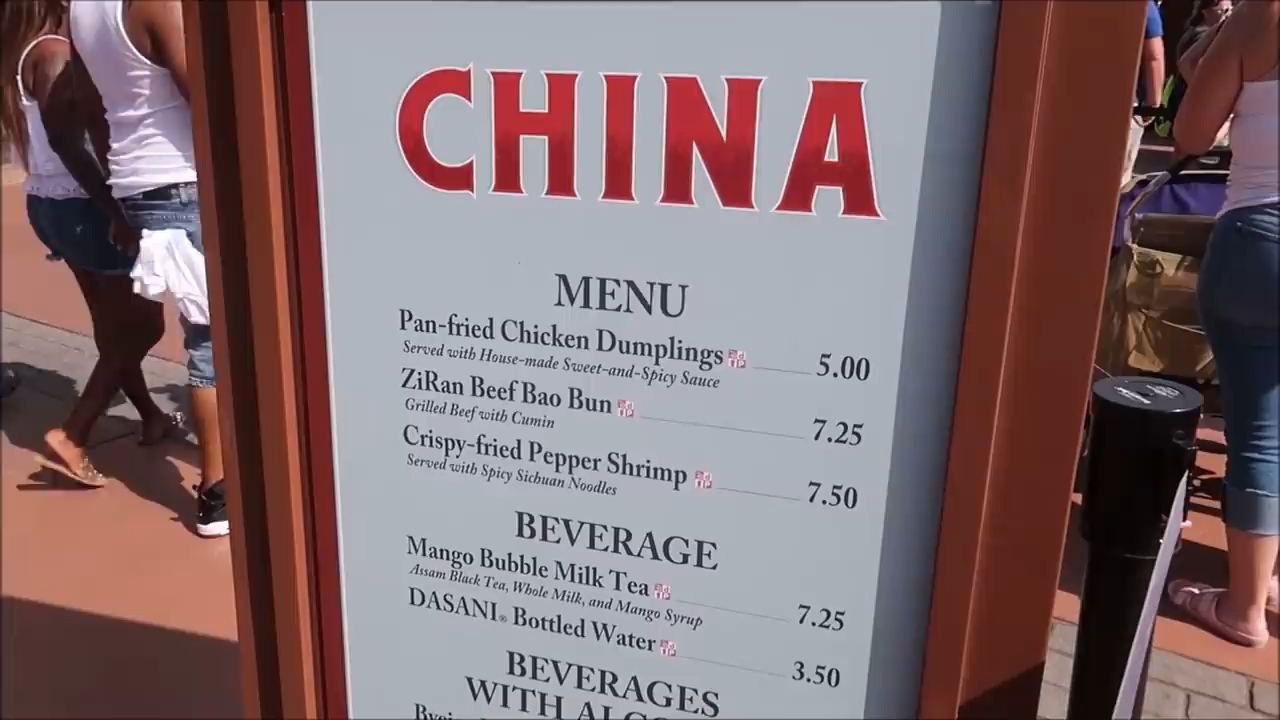 CHINA
MENU
Pan-fried Chicken Dumplings 5.00
Served with House-made Sweet-and-Spicy Sauce
ZiRan Beef Bao Bun 7.25
Grilled Beef with Cumin
Crispy-fried Pepper Shrimp 7.50
Served with Spicy Sichuan Noodles
BEVERAGE
Mango Bubble Milk Tea 7.25
Assam Black Tea, Whole Milk, and Mango Syrup
DASANI® Bottled Water 3.50
BEVERAGES
WITH